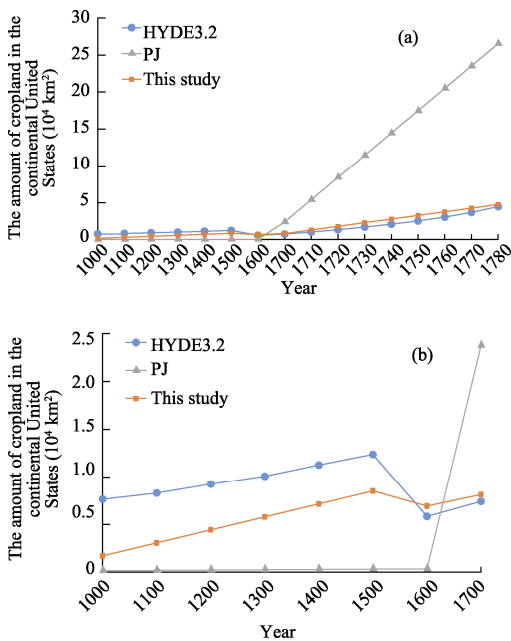 The amount of cropland in the
continental United
States (10⁴ km²)
30
25
20
15
10
5
0
HYDE3.2
PJ
This study
(a)
1000 1100 1200 1300 1400 1500 1600 1700 1710 1720 1730 1740 1750 1760 1770 1780
Year
The amount of cropland in the
continental United
States (10⁴ km²)
2.5
2.0
1.5
1.0
0.5
0
HYDE3.2
PJ
This study
(b)
1000 1100 1200 1300 1400 1500 1600 1700
Year